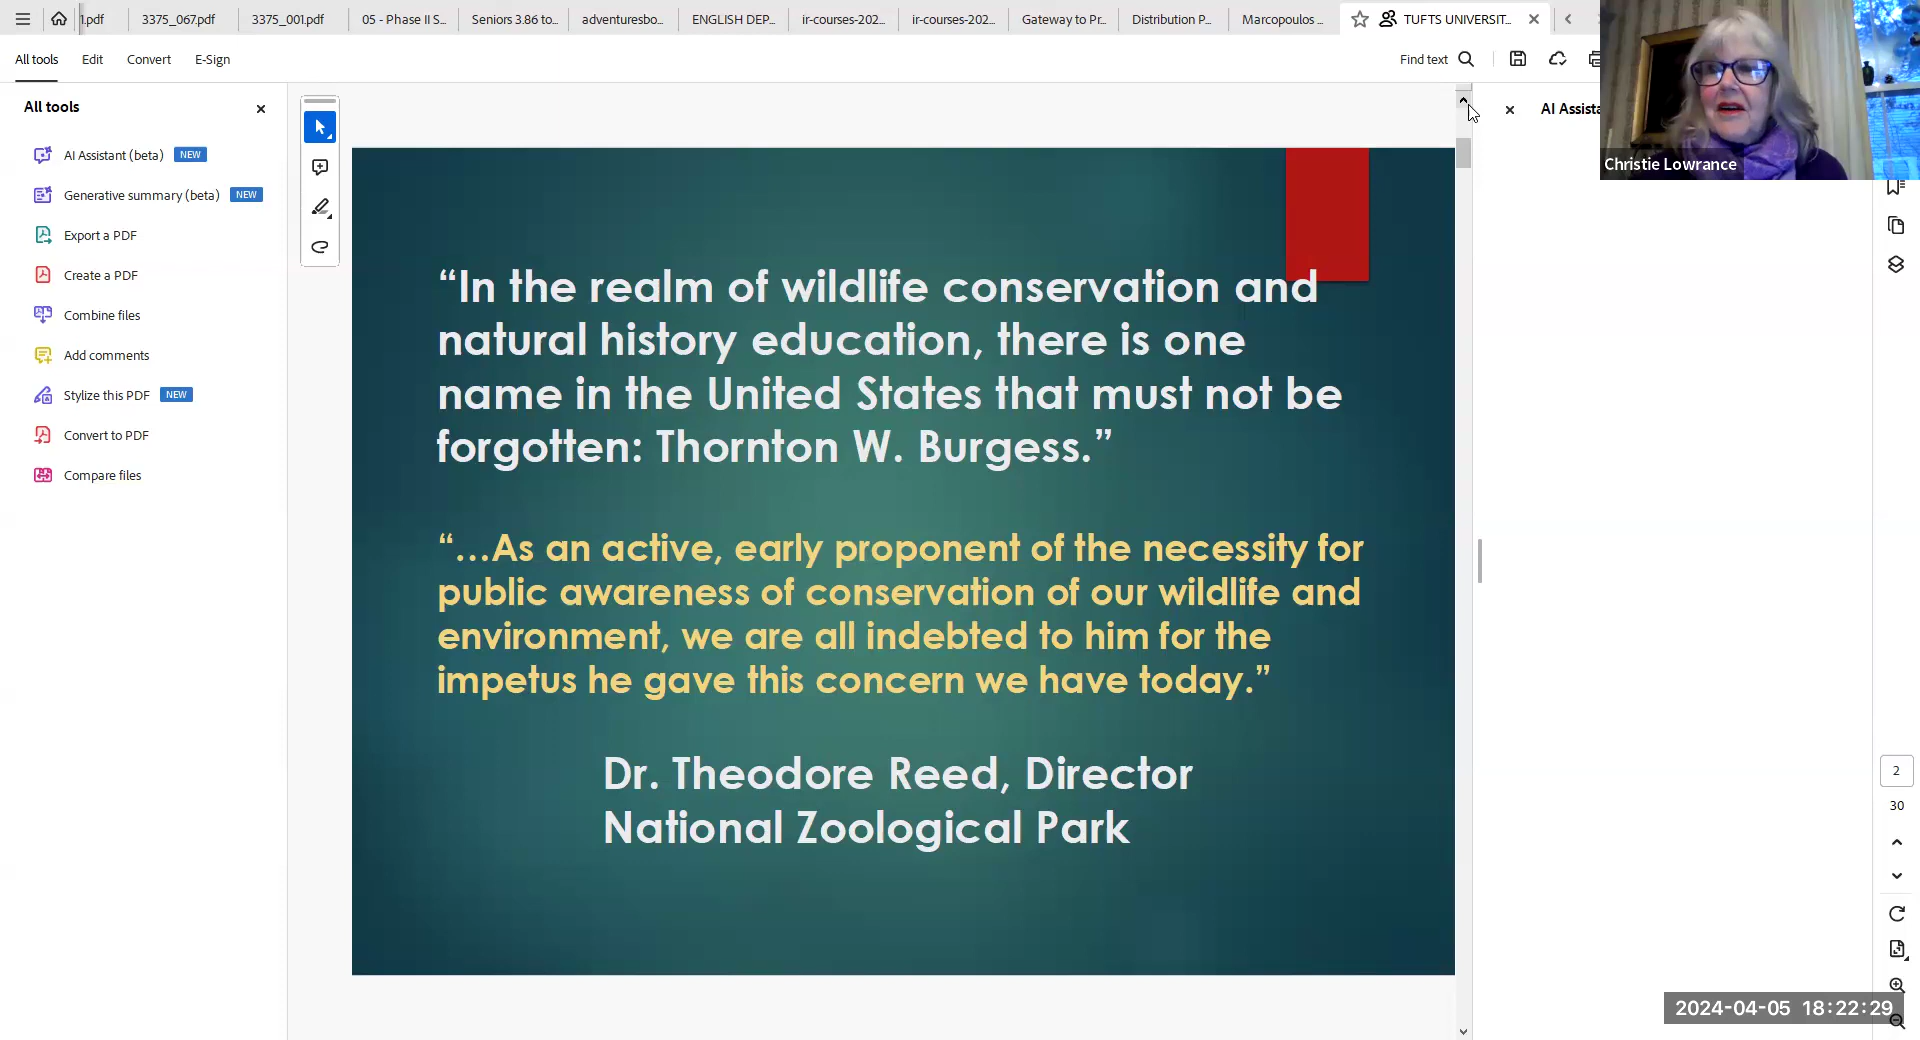 1.pdf
3375_067.pdf
3375_001.pdf
05 - Phase II S...
Seniors 3.86 to...
adventuresbo...
ENGLISH DEP...
ir-courses-202...
ir-courses-202...
Gateway to Pr...
Distribution P...
Marcopoulos ...
TUFTS UNIVERSIT...
All tools
Edit
Convert
E-Sign
Find text
All tools
AI Assistant (beta) NEW
Generative summary (beta) NEW
Export a PDF
Create a PDF
Combine files
Add comments
Stylize this PDF NEW
Convert to PDF
Compare files
“In the realm of wildlife conservation and
natural history education, there is one
name in the United States that must not be
forgotten: Thornton W. Burgess.”
“...As an active, early proponent of the necessity for
public awareness of conservation of our wildlife and
environment, we are all indebted to him for the
impetus he gave this concern we have today.”
Dr. Theodore Reed, Director
National Zoological Park
AI Assista
Christie Lowrance
2
30
2024-04-05 18:22:29